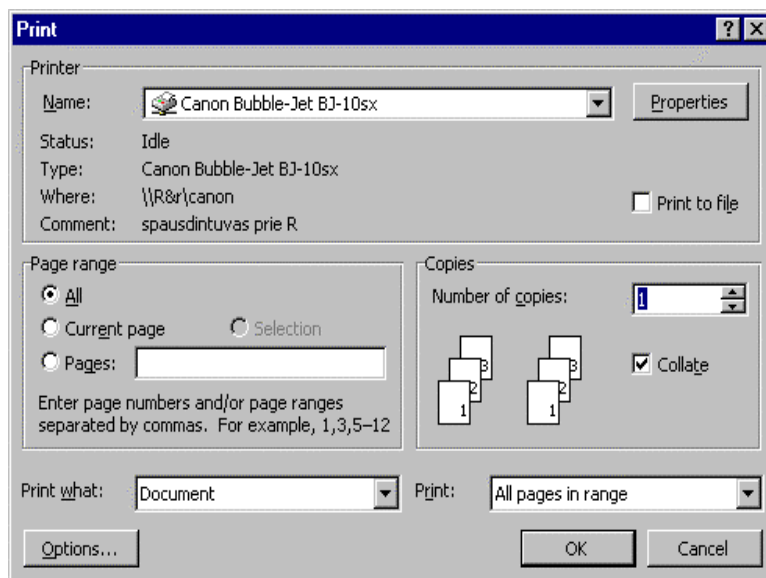 Print
Printer
Name: Canon Bubble-Jet BJ-10sx Properties
Status: Idle
Type: Canon Bubble-Jet BJ-10sx
Where: \\R&r\canon
Print to file
Comment: spausdintuvas prie R
Page range
All
Current page Selection
Pages:
Enter page numbers and/or page ranges
separated by commas. For example, 1,3,5–12
Copies
Number of copies: 1
3 3
2 2
1 1
Collate
Print what: Document Print: All pages in range
Options... OK Cancel